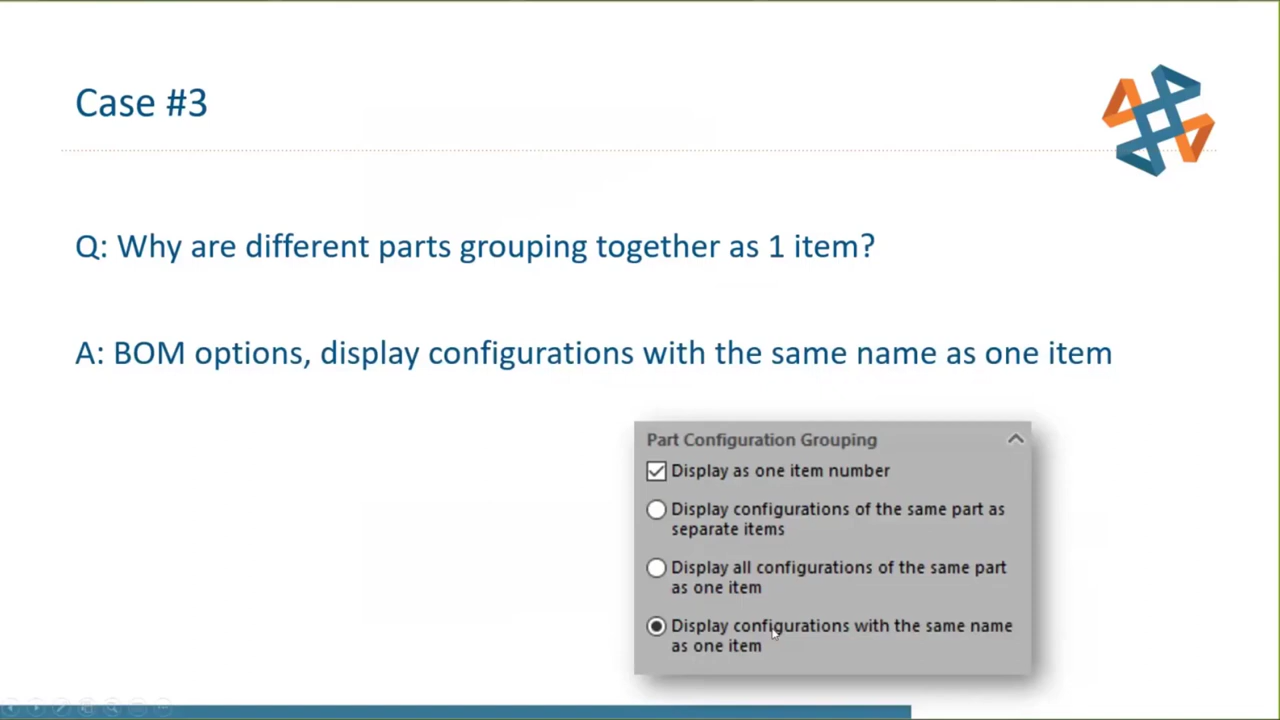 Case #3
Q: Why are different parts grouping together as 1 item?
A: BOM options, display configurations with the same name as one item
Part Configuration Grouping
Display as one item number
Display configurations of the same part as
separate items
Display all configurations of the same part
as one item
Display configurations with the same name
as one item